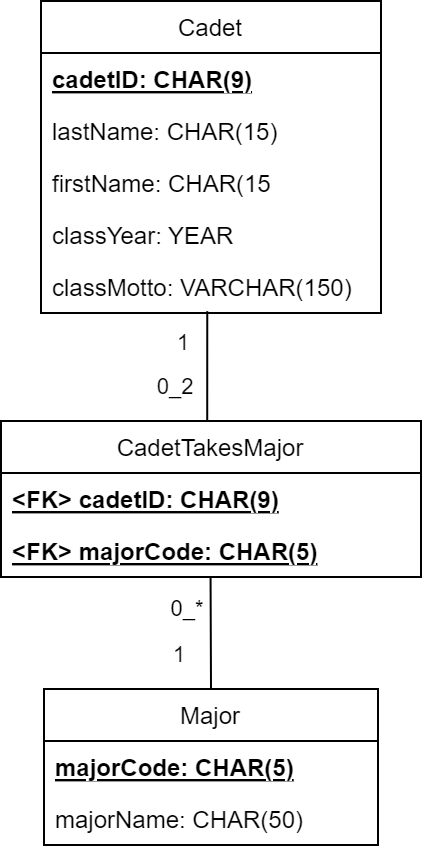 Cadet
cadetID: CHAR(9)
lastName: CHAR(15)
firstName: CHAR(15
classYear: YEAR
classMotto: VARCHAR(150)
1
0_2
CadetTakesMajor
<FK> cadetID: CHAR(9)
<FK> majorCode: CHAR(5)
0_*
1
Major
majorCode: CHAR(5)
majorName: CHAR(50)